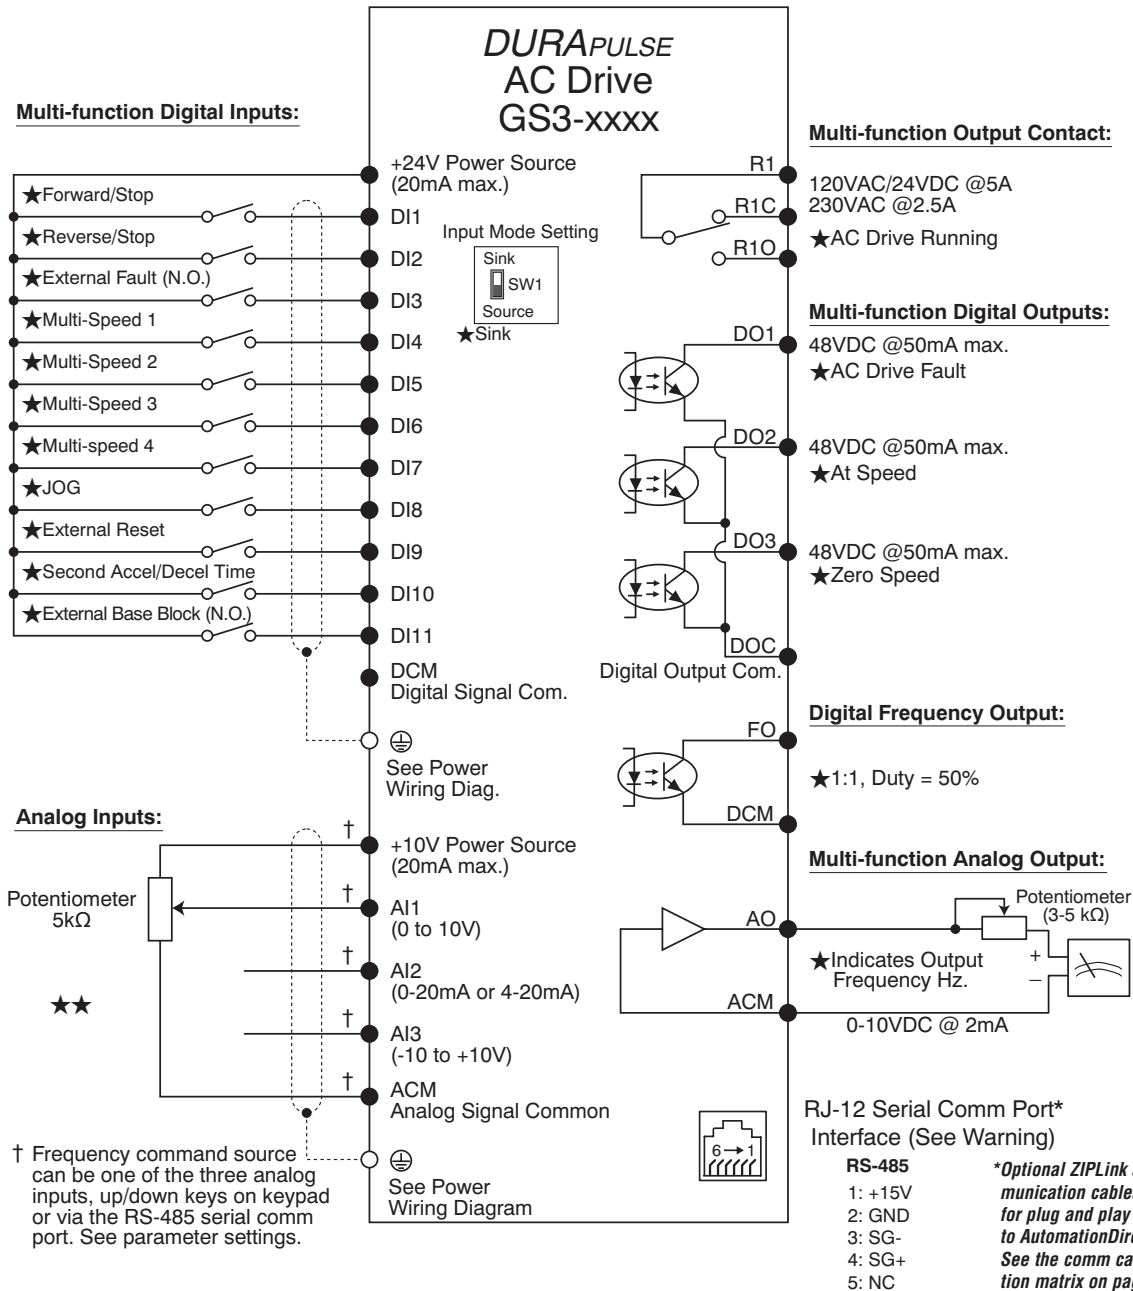 DURAPULSE
AC Drive
GS3-xxxx
Multi-function Digital Inputs:
+24V Power Source
(20mA max.)
★Forward/Stop
DI1
★Reverse/Stop
DI2
★External Fault (N.O.)
DI3
★Multi-Speed 1
DI4
★Multi-Speed 2
DI5
★Multi-Speed 3
DI6
★Multi-speed 4
DI7
★JOG
DI8
★External Reset
DI9
★Second Accel/Decel Time
DI10
★External Base Block (N.O.)
DI11
DCM
Digital Signal Com.
See Power
Wiring Diag.
Input Mode Setting
Sink
SW1
Source
★Sink
Analog Inputs:
†
+10V Power Source
(20mA max.)
Potentiometer
5kΩ
†
AI1
(0 to 10V)
†
AI2
(0-20mA or 4-20mA)
★★
†
AI3
(-10 to +10V)
†
ACM
Analog Signal Common
See Power
Wiring Diagram
† Frequency command source
can be one of the three analog
inputs, up/down keys on keypad
or via the RS-485 serial comm
port. See parameter settings.
Multi-function Output Contact:
R1
120VAC/24VDC @5A
230VAC @2.5A
R1C
★AC Drive Running
R1O
Multi-function Digital Outputs:
DO1
48VDC @50mA max.
★AC Drive Fault
DO2
48VDC @50mA max.
★At Speed
DO3
48VDC @50mA max.
★Zero Speed
DOC
Digital Output Com.
Digital Frequency Output:
FO
★1:1, Duty = 50%
DCM
Multi-function Analog Output:
Potentiometer
(3-5 kΩ)
AO
★Indicates Output
Frequency Hz.
+
–
ACM
0-10VDC @ 2mA
6→1
RJ-12 Serial Comm Port*
Interface (See Warning)
RS-485
1: +15V
2: GND
3: SG-
4: SG+
5: NC
*Optional ZIPLink
munication cable
for plug and play
to AutomationDire
See the comm ca
tion matrix on pa